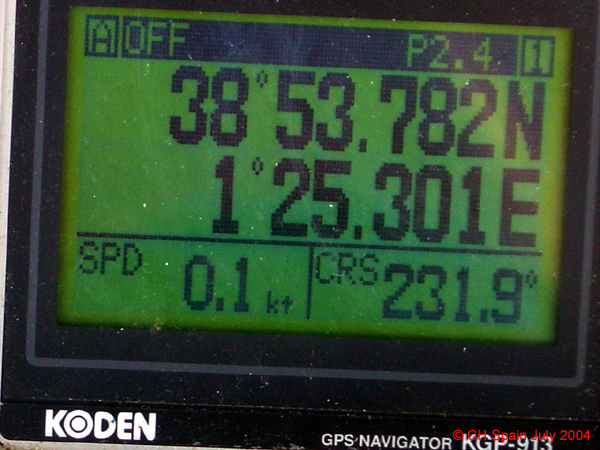 A OFF P2.4 1
38°53.782N
1°25.301E
SPD 0.1 kt CRS 231.9°
KODEN
GPS NAVIGATOR KGP-913
© CH Spain July 2004